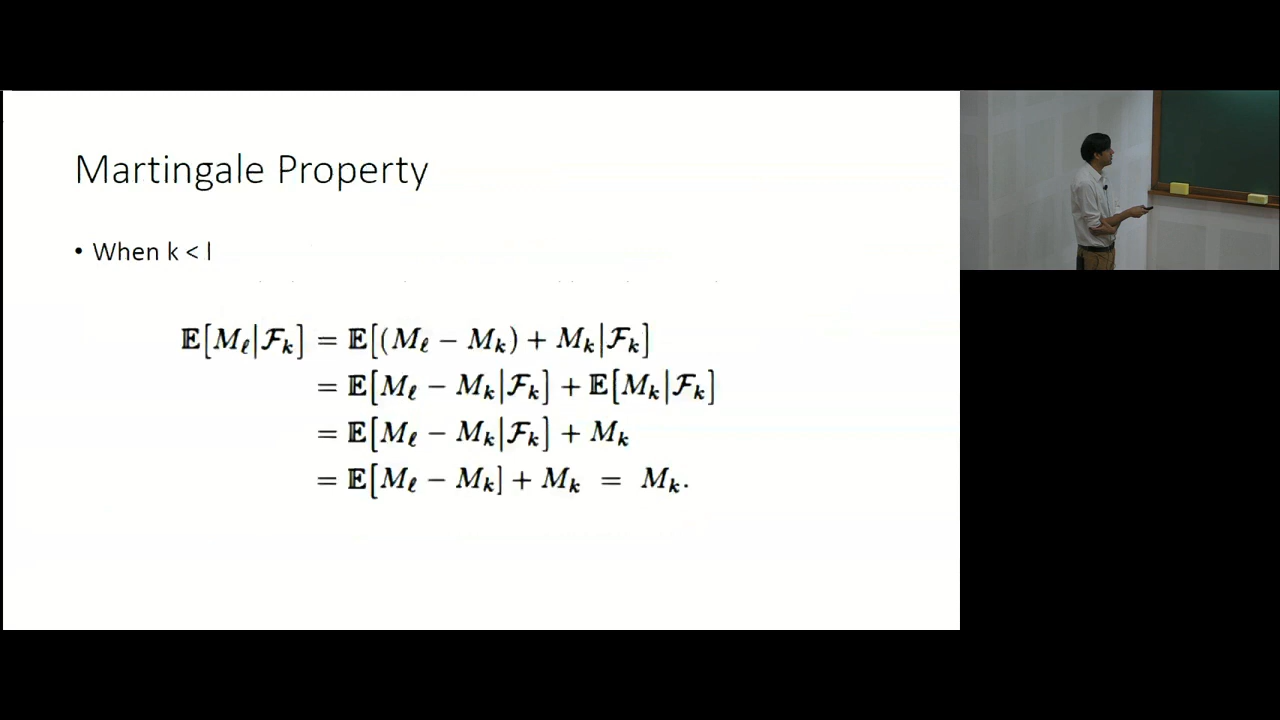 Martingale Property
• When k < l
𝔼[M_ℓ|ℱ_k] = 𝔼[(M_ℓ − M_k) + M_k|ℱ_k]
= 𝔼[M_ℓ − M_k|ℱ_k] + 𝔼[M_k|ℱ_k]
= 𝔼[M_ℓ − M_k|ℱ_k] + M_k
= 𝔼[M_ℓ − M_k] + M_k = M_k.